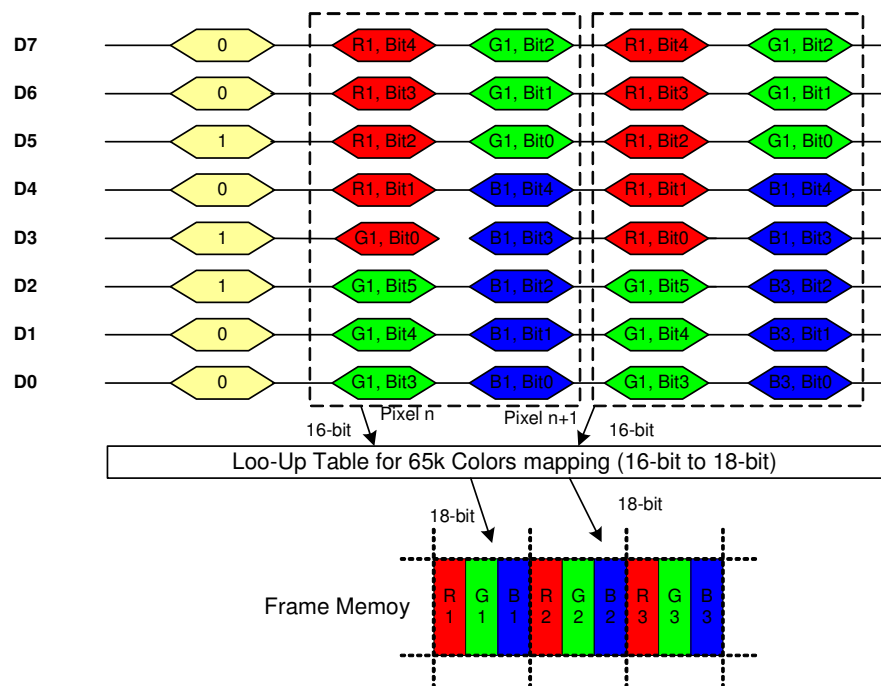 D7 0 R1, Bit4 G1, Bit2 R1, Bit4 G1, Bit2
D6 0 R1, Bit3 G1, Bit1 R1, Bit3 G1, Bit1
D5 1 R1, Bit2 G1, Bit0 R1, Bit2 G1, Bit0
D4 0 R1, Bit1 B1, Bit4 R1, Bit1 B1, Bit4
D3 1 G1, Bit0 B1, Bit3 R1, Bit0 B1, Bit3
D2 1 G1, Bit5 B1, Bit2 G1, Bit5 B3, Bit2
D1 0 G1, Bit4 B1, Bit1 G1, Bit4 B3, Bit1
D0 0 G1, Bit3 B1, Bit0 G1, Bit3 B3, Bit0
Pixel n Pixel n+1
16-bit 16-bit
Loo-Up Table for 65k Colors mapping (16-bit to 18-bit)
18-bit 18-bit
Frame Memoy
R G B R G B R G B
1 1 1 2 2 2 3 3 3